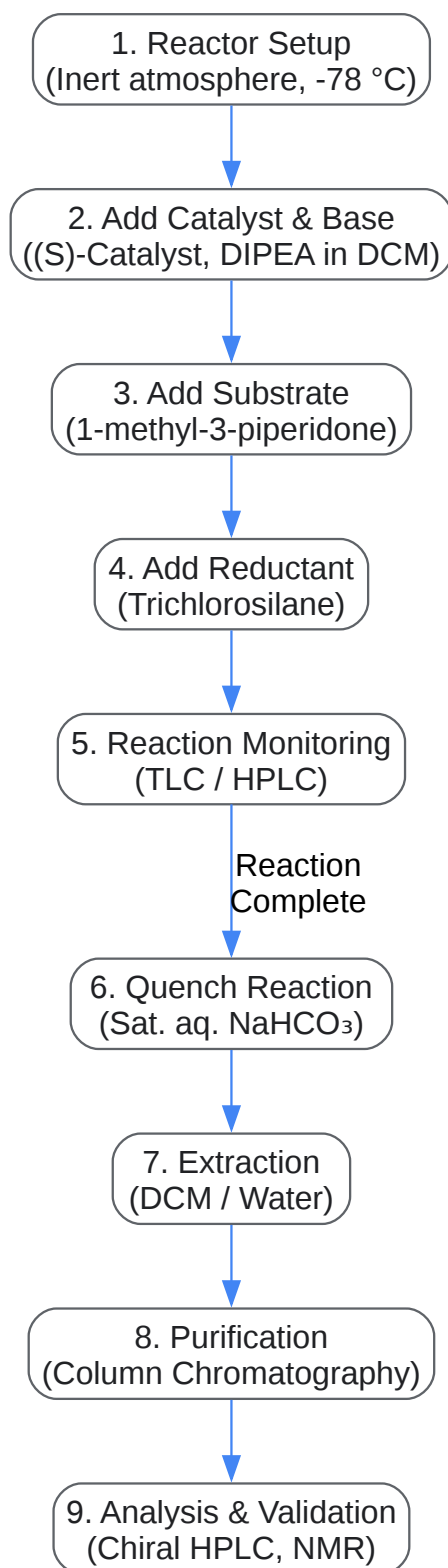 1. Reactor Setup
(Inert atmosphere, -78 °C)
2. Add Catalyst & Base
((S)-Catalyst, DIPEA in DCM)
3. Add Substrate
(1-methyl-3-piperidone)
4. Add Reductant
(Trichlorosilane)
5. Reaction Monitoring
(TLC / HPLC)
Reaction
Complete
6. Quench Reaction
(Sat. aq. NaHCO₃)
7. Extraction
(DCM / Water)
8. Purification
(Column Chromatography)
9. Analysis & Validation
(Chiral HPLC, NMR)